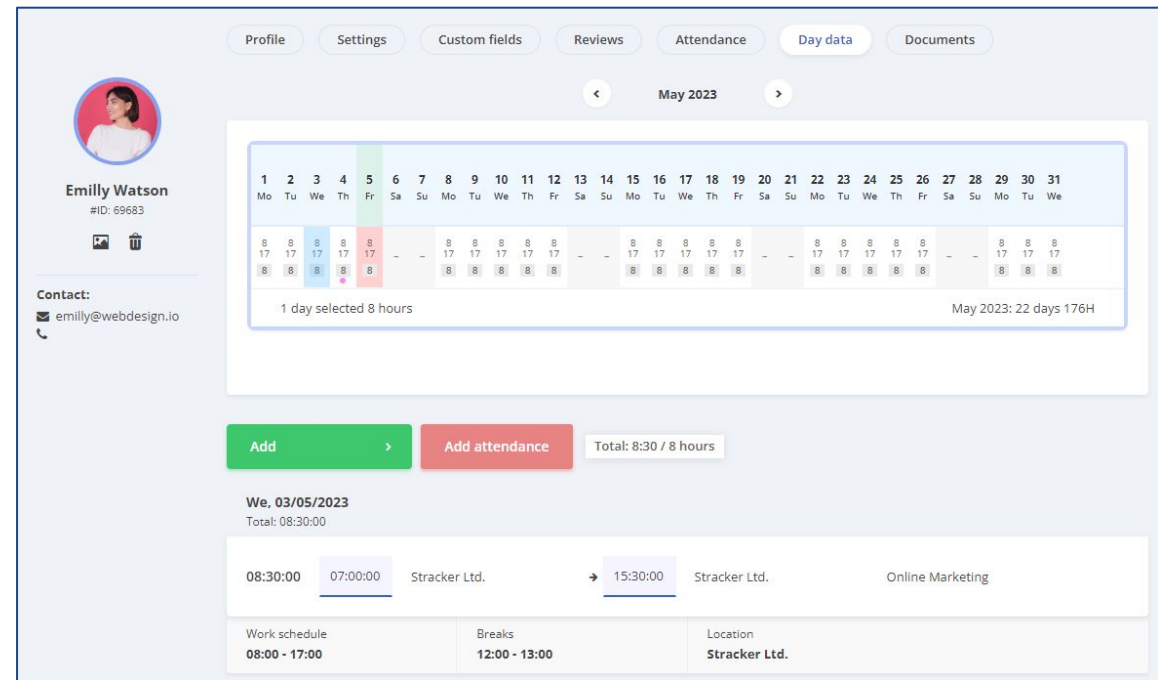 Profile Settings Custom fields Reviews Attendance Day data Documents
May 2023
Emilly Watson
#ID: 69683
Contact:
emilly@webdesign.io
1 2 3 4 5 6 7 8 9 10 11 12 13 14 15 16 17 18 19 20 21 22 23 24 25 26 27 28 29 30 31
Mo Tu We Th Fr Sa Su Mo Tu We Th Fr Sa Su Mo Tu We Th Fr Sa Su Mo Tu We Th Fr Sa Su Mo Tu We
8 8 8 8 8 8 8 8 8 8 8 8 8 8 8 8 8 8 8 8 8 8 8
17 17 17 17 17 – – 17 17 17 17 17 – – 17 17 17 17 17 – – 17 17 17 17 17 – – 17 17 17
8 8 8 8 8 8 8 8 8 8 8 8 8 8 8 8 8 8 8 8 8 8 8
1 day selected 8 hours May 2023: 22 days 176H
Add Add attendance Total: 8:30 / 8 hours
We, 03/05/2023
Total: 08:30:00
08:30:00 07:00:00 Stracker Ltd. 15:30:00 Stracker Ltd. Online Marketing
Work schedule Breaks Location
08:00 - 17:00 12:00 - 13:00 Stracker Ltd.